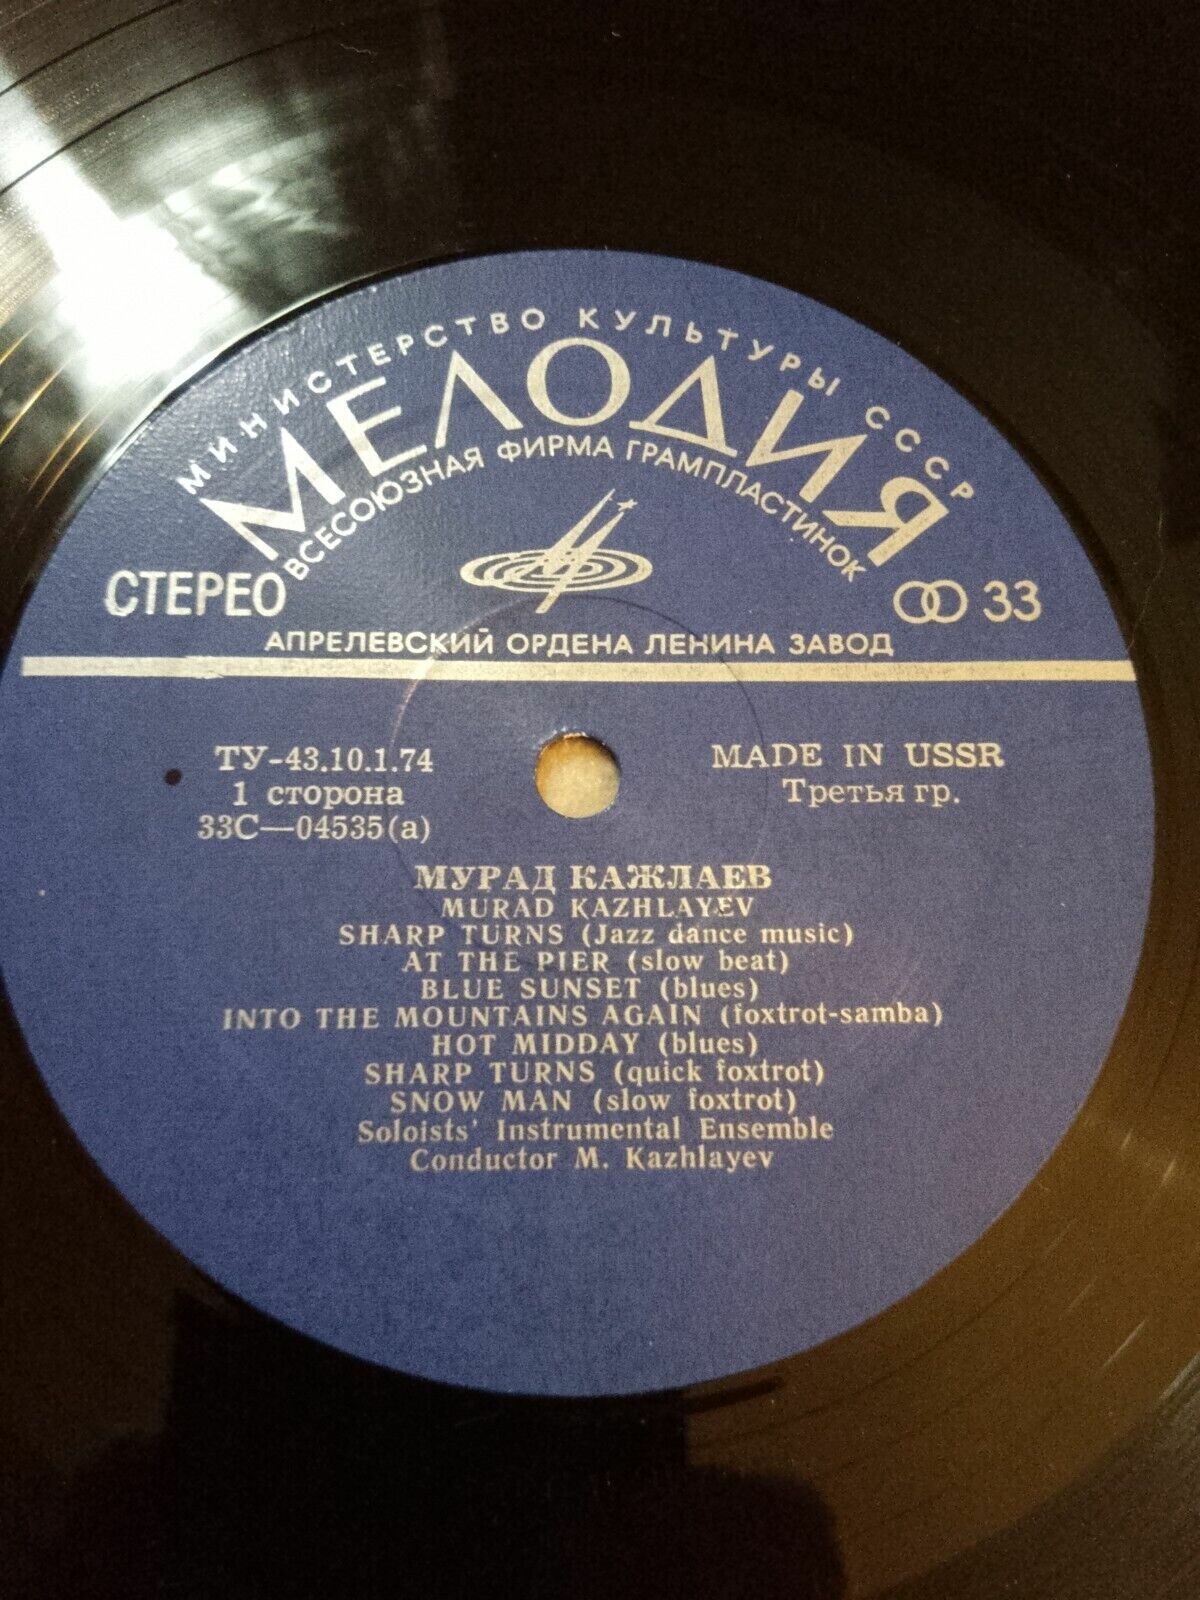 МИНИСТЕРСТВО КУЛЬТУРЫ СССР
МЕЛОДИЯ
ВСЕСОЮЗНАЯ ФИРМА ГРАМПЛАСТИНОК
СТЕРЕО
33
АПРЕЛЕВСКИЙ ОРДЕНА ЛЕНИНА ЗАВОД
ТУ-43.10.1.74
1 сторона
33С—04535(а)
MADE IN USSR
Третья гр.
МУРАД КАЖЛАЕВ
MURAD KAZHLAYEV
SHARP TURNS (Jazz dance music)
AT THE PIER (slow beat)
BLUE SUNSET (blues)
INTO THE MOUNTAINS AGAIN (foxtrot-samba)
HOT MIDDAY (blues)
SHARP TURNS (quick foxtrot)
SNOW MAN (slow foxtrot)
Soloists' Instrumental Ensemble
Conductor M. Kazhlayev